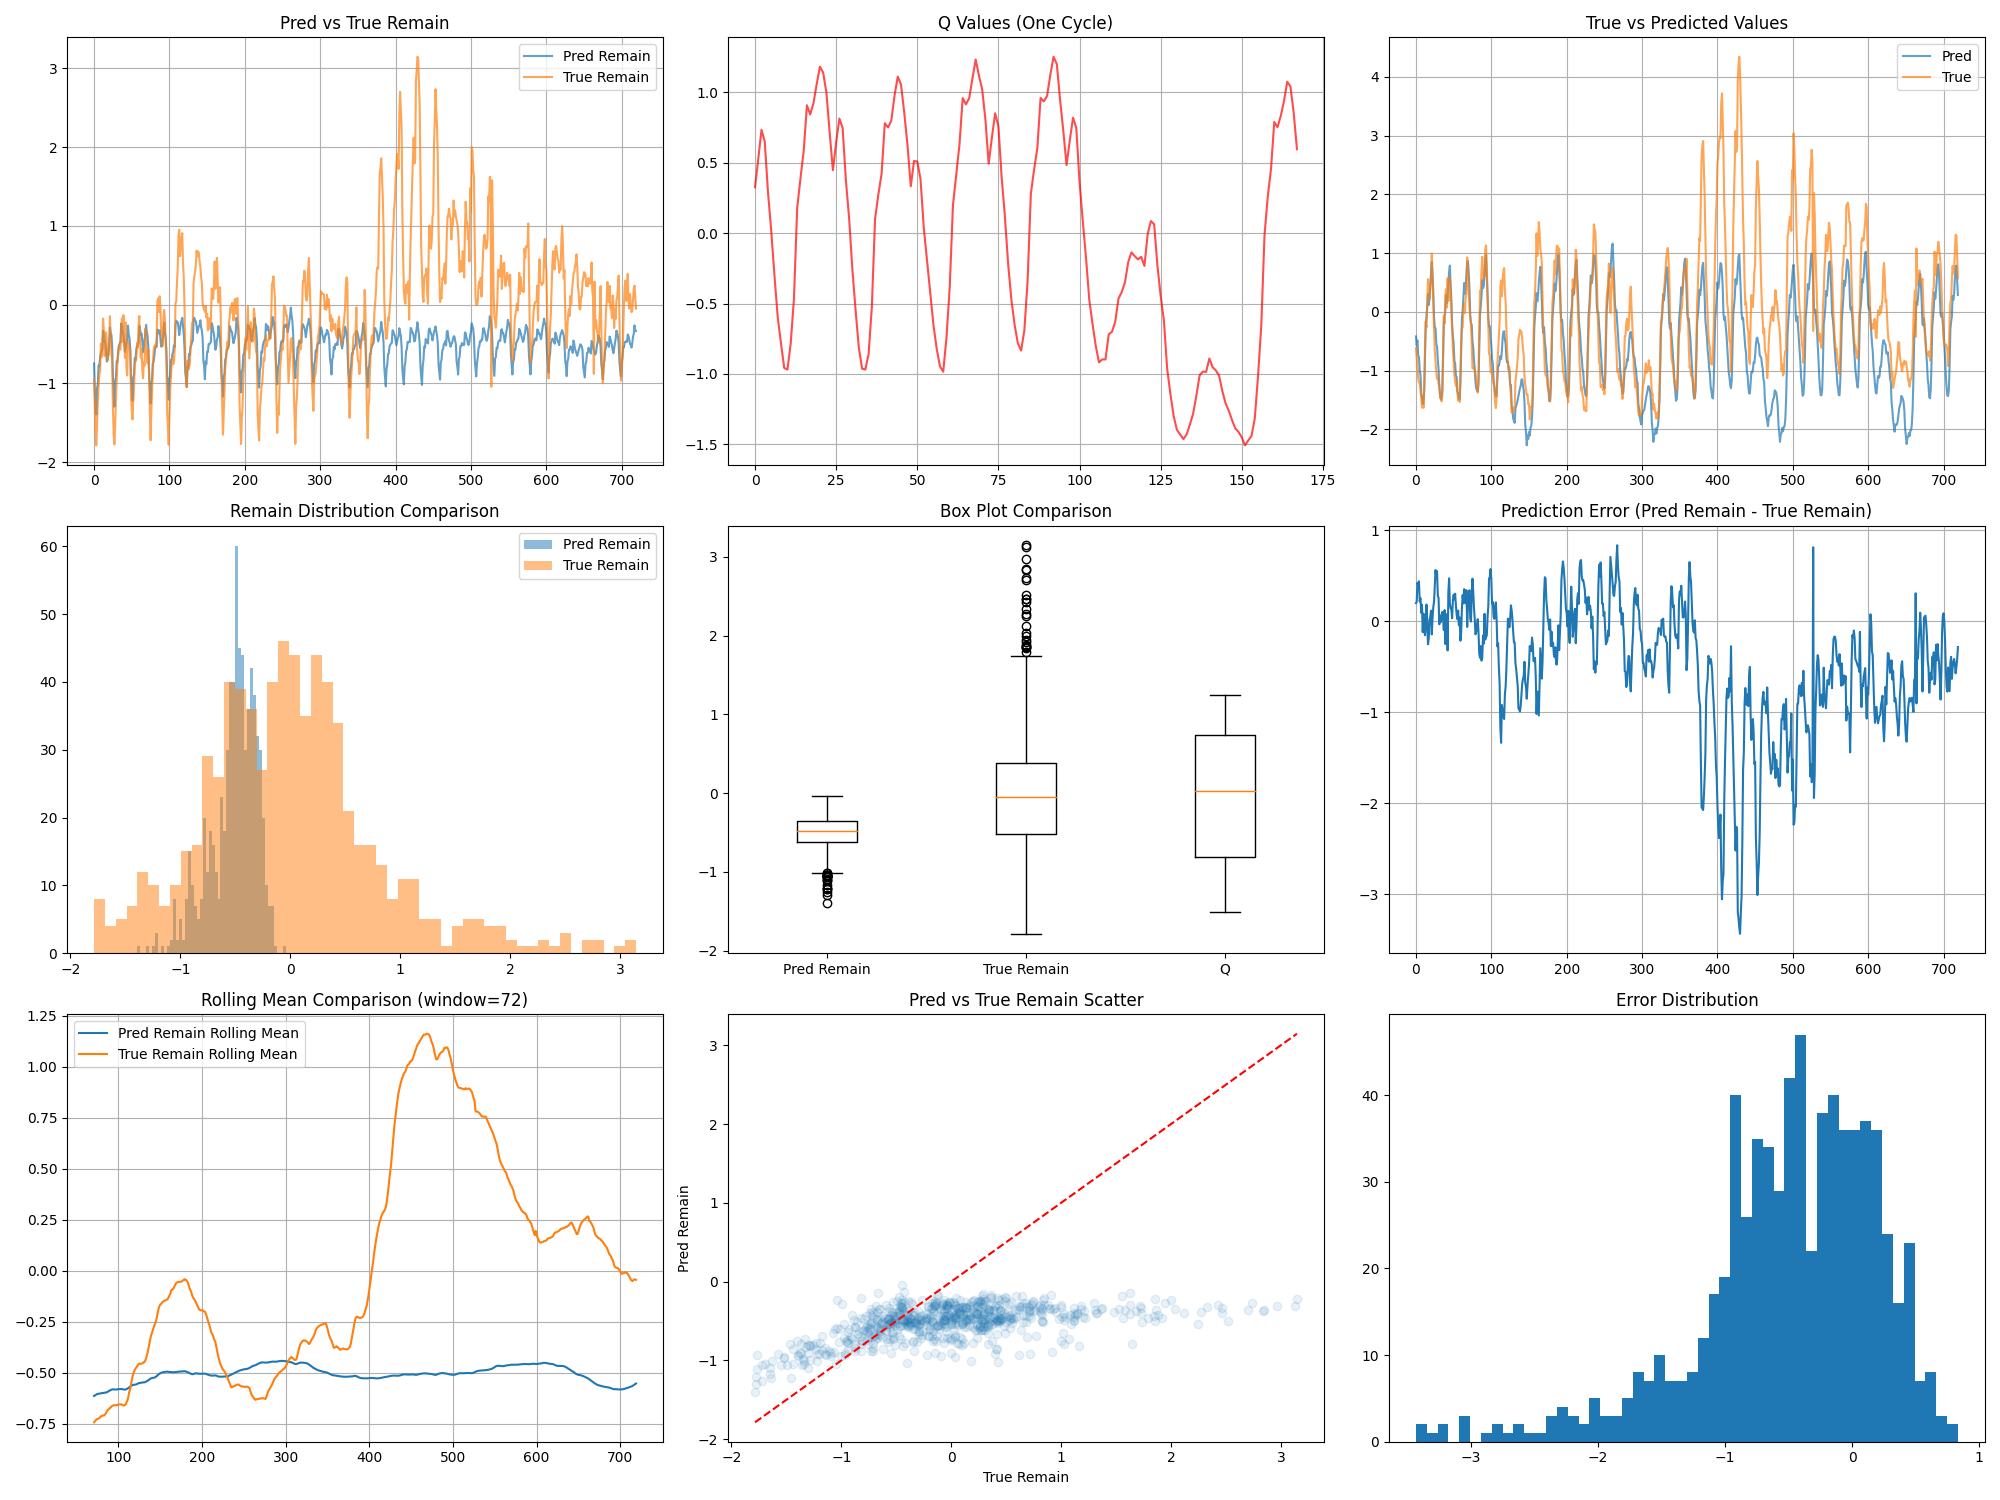 Pred vs True Remain
3
2
1
0
−1
−2
0 100 200 300 400 500 600 700
Pred Remain
True Remain
Q Values (One Cycle)
1.0
0.5
0.0
−0.5
−1.0
−1.5
0 25 50 75 100 125 150 175
True vs Predicted Values
4
3
2
1
0
−1
−2
0 100 200 300 400 500 600 700
Pred
True
Remain Distribution Comparison
60
50
40
30
20
10
0
−2 −1 0 1 2 3
Pred Remain
True Remain
Box Plot Comparison
3
2
1
0
−1
−2
Pred Remain True Remain Q
Prediction Error (Pred Remain - True Remain)
1
0
−1
−2
−3
0 100 200 300 400 500 600 700
Rolling Mean Comparison (window=72)
1.25
1.00
0.75
0.50
0.25
0.00
−0.25
−0.50
−0.75
100 200 300 400 500 600 700
Pred Remain Rolling Mean
True Remain Rolling Mean
Pred vs True Remain Scatter
Pred Remain
3
2
1
0
−1
−2
−2 −1 0 1 2 3
True Remain
Error Distribution
40
30
20
10
0
−3 −2 −1 0 1